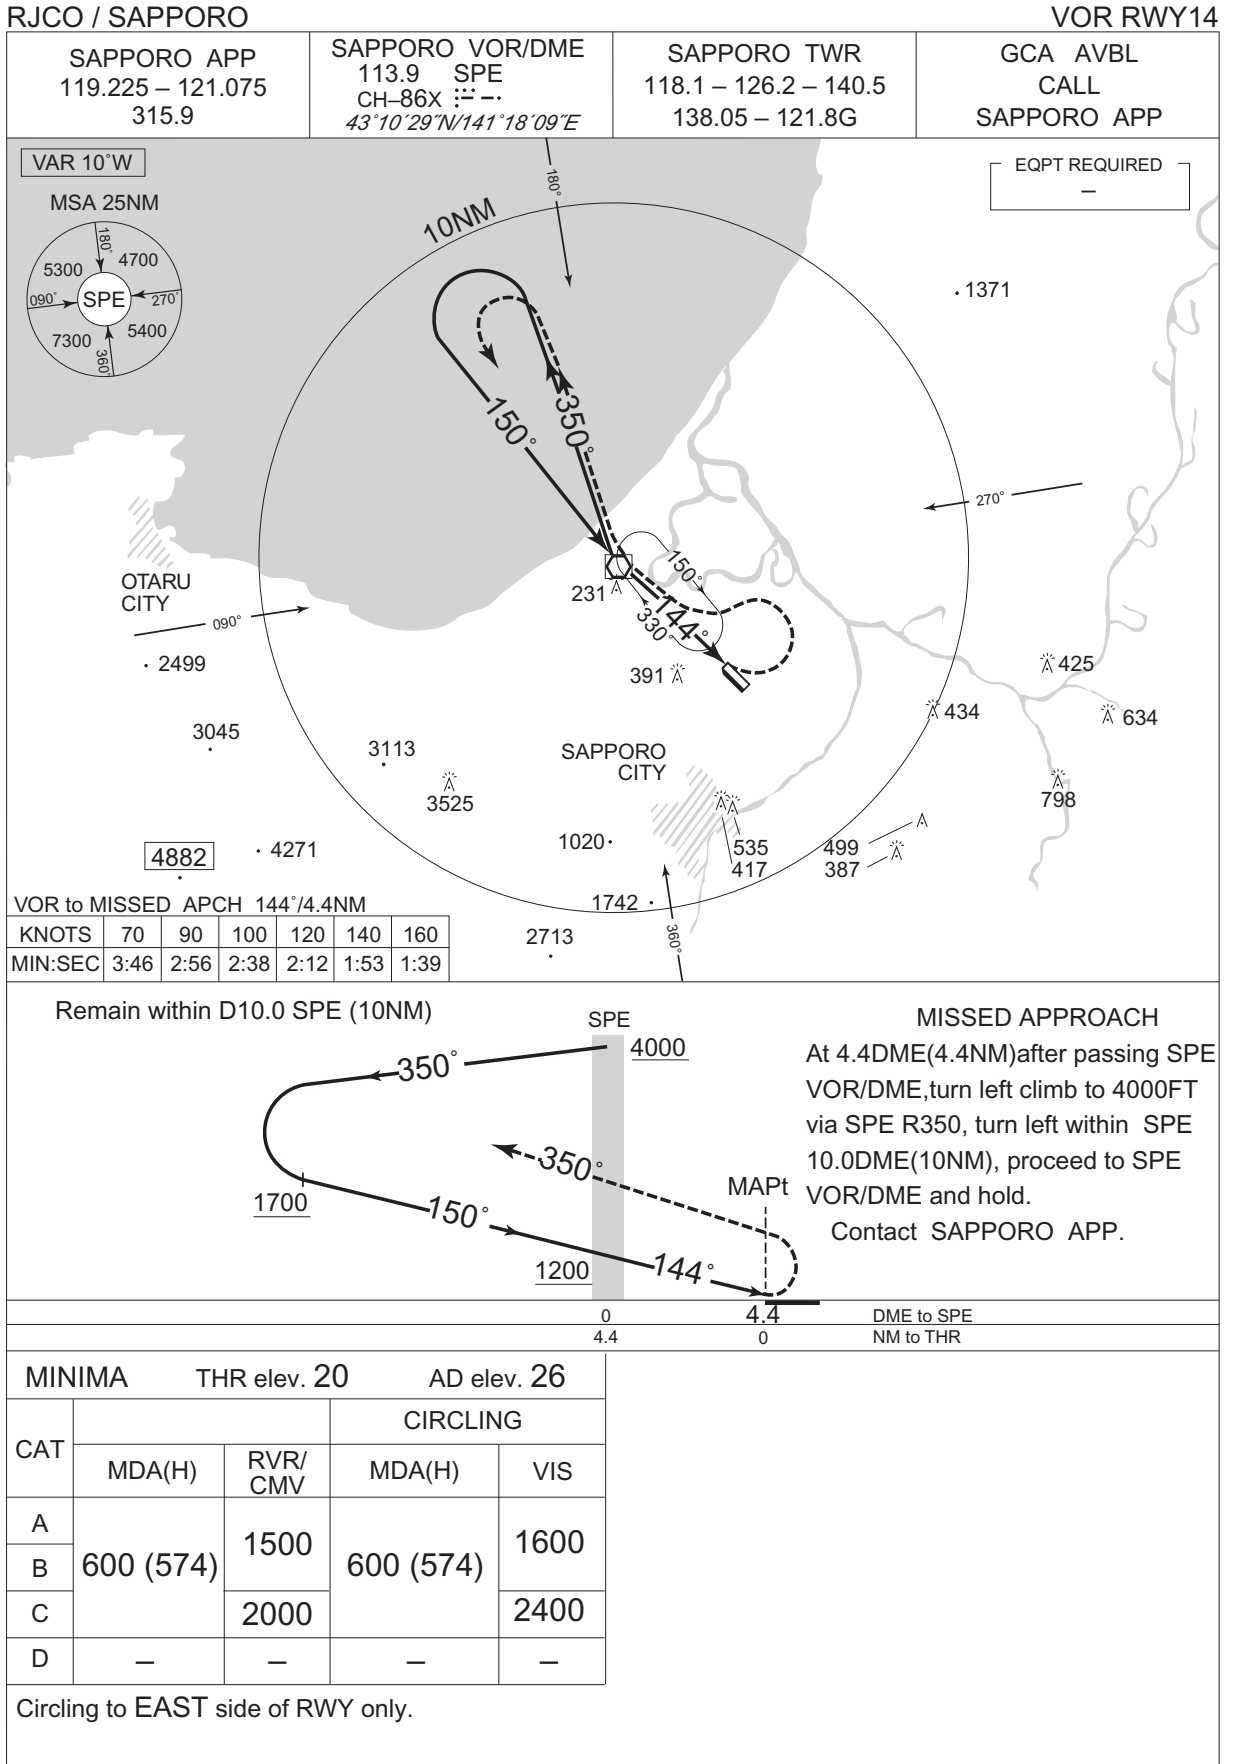 RJCO / SAPPORO
VOR RWY14
SAPPORO APP
119.225 – 121.075
315.9
SAPPORO VOR/DME
113.9 SPE
CH–86X
43°10´29˝N/141°18´09˝E
SAPPORO TWR
118.1 – 126.2 – 140.5
138.05 – 121.8G
GCA AVBL
CALL
SAPPORO APP
VAR 10°W
MSA 25NM
180°
5300
4700
090°
SPE
270°
7300
5400
360°
EQPT REQUIRED
–
180°
10NM
1371
350°
150°
270°
OTARU
CITY
090°
231
150°
144°
330°
2499
391
425
434
634
3045
3113
3525
SAPPORO
CITY
798
1020
535
417
499
387
4882
4271
1742
360°
2713
VOR to MISSED APCH 144°/4.4NM
KNOTS 70 90 100 120 140 160
MIN:SEC 3:46 2:56 2:38 2:12 1:53 1:39
Remain within D10.0 SPE (10NM)
SPE
4000
350°
350°
1700
150°
MAPt
1200
144°
MISSED APPROACH
At 4.4DME(4.4NM)after passing SPE
VOR/DME,turn left climb to 4000FT
via SPE R350, turn left within SPE
10.0DME(10NM), proceed to SPE
VOR/DME and hold.
Contact SAPPORO APP.
0 4.4 DME to SPE
4.4 0 NM to THR
MINIMA THR elev. 20 AD elev. 26
CAT
CIRCLING
MDA(H) RVR/ MDA(H) VIS
CMV
A
B
C
D
600 (574)
1500
2000
600 (574)
1600
2400
– – – –
Circling to EAST side of RWY only.